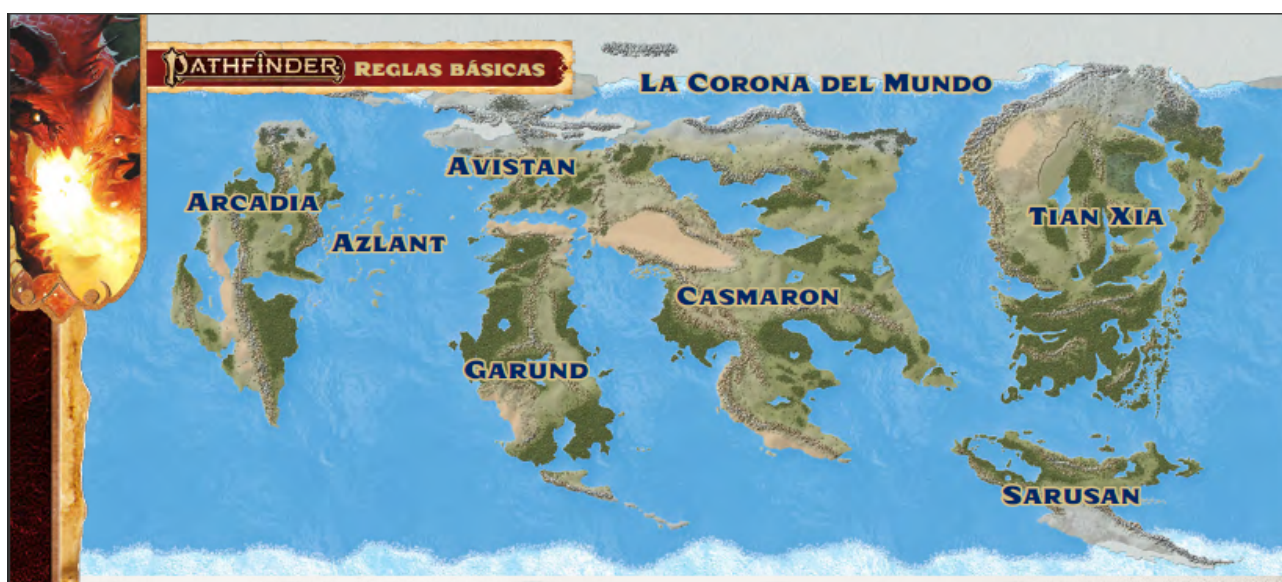 PATHFINDER REGLAS BÁSICAS
LA CORONA DEL MUNDO
AVISTAN
ARCADIA
TIAN XIA
AZLANT
CASMARON
GARUND
SARUSAN